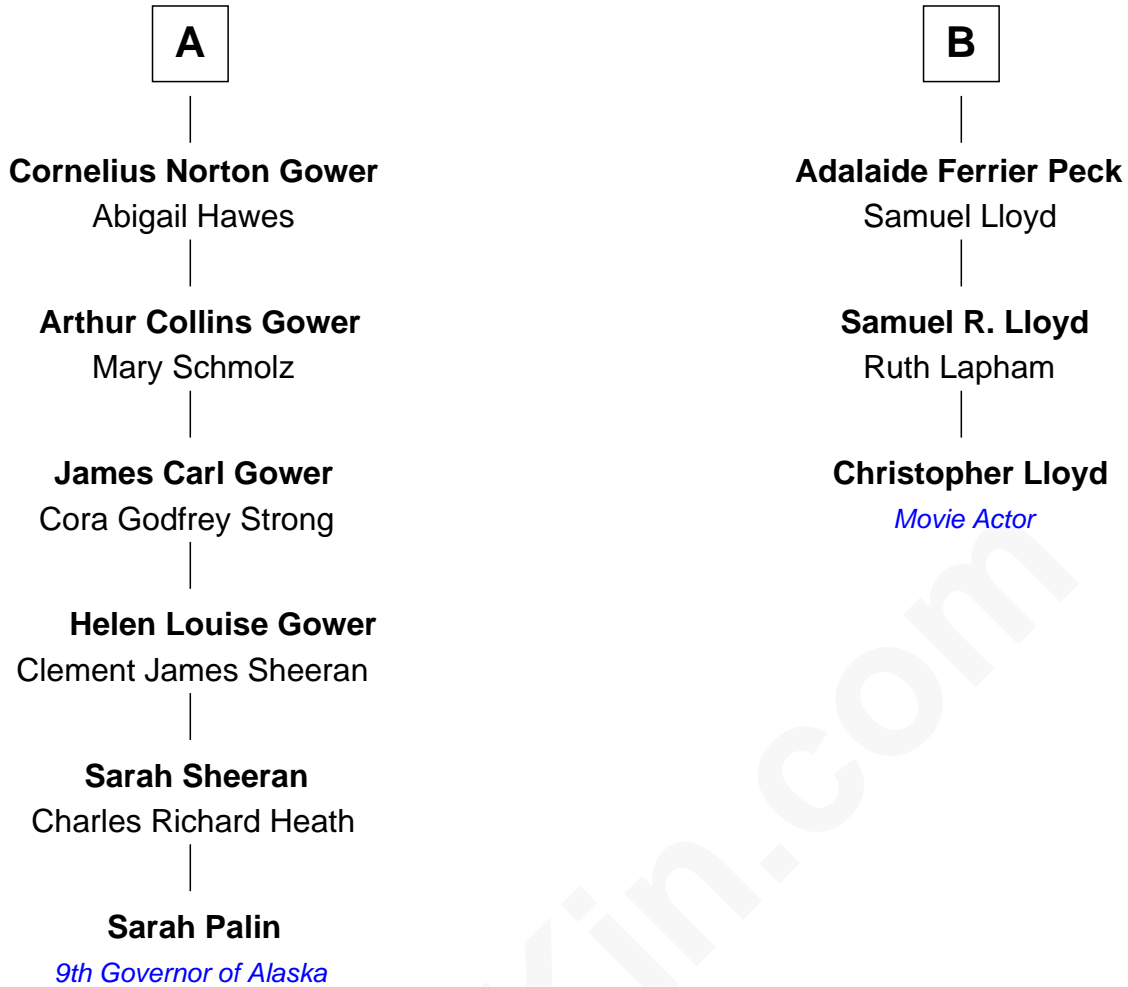 A
Cornelius Norton Gower
Abigail Hawes
Arthur Collins Gower
Mary Schmolz
James Carl Gower
Cora Godfrey Strong
Helen Louise Gower
Clement James Sheeran
Sarah Sheeran
Charles Richard Heath
Sarah Palin
9th Governor of Alaska
B
Adalaide Ferrier Peck
Samuel Lloyd
Samuel R. Lloyd
Ruth Lapham
Christopher Lloyd
Movie Actor
in.com